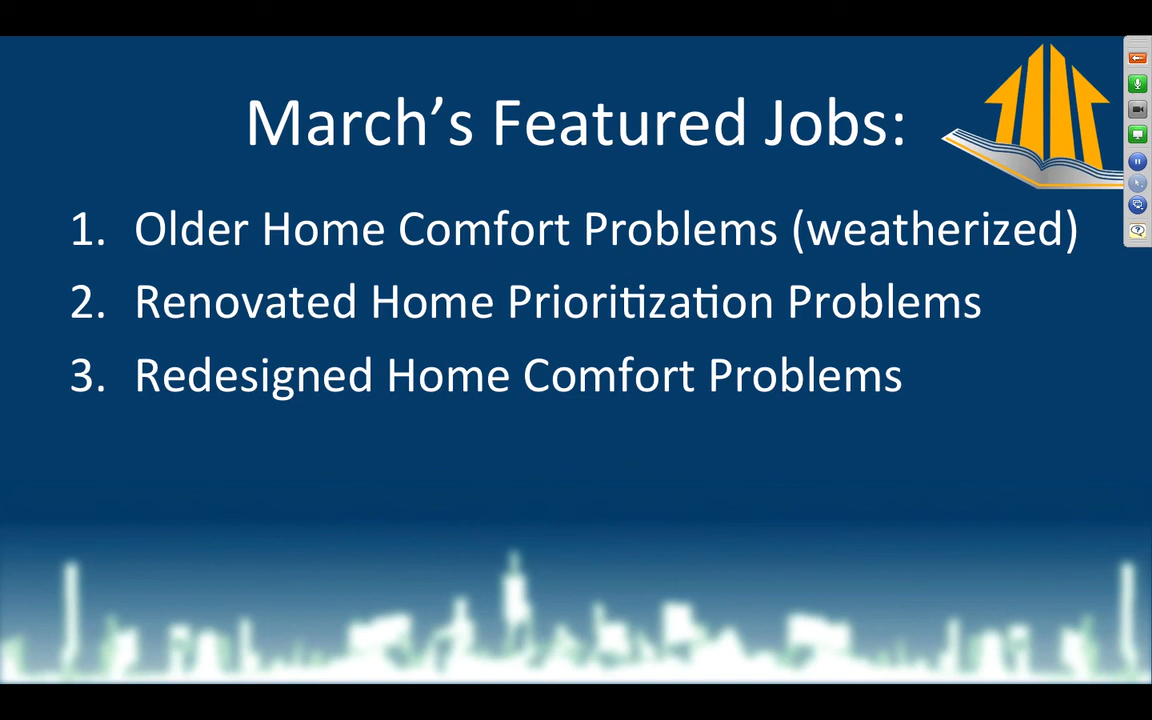 March’s Featured Jobs:
1. Older Home Comfort Problems (weatherized)
2. Renovated Home Prioritization Problems
3. Redesigned Home Comfort Problems